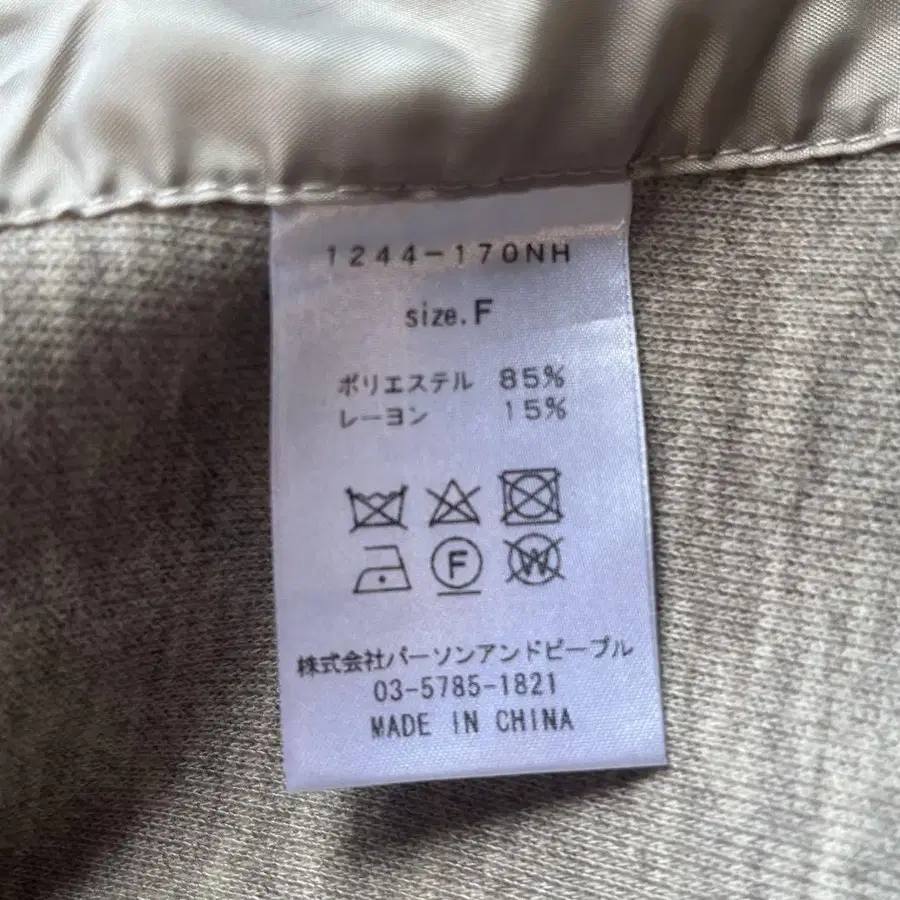 1244-170NH
size.F
ポリエステル 85%
レーヨン 15%
F W
株式会社パーソンアンドピープル
03-5785-1821
MADE IN CHINA